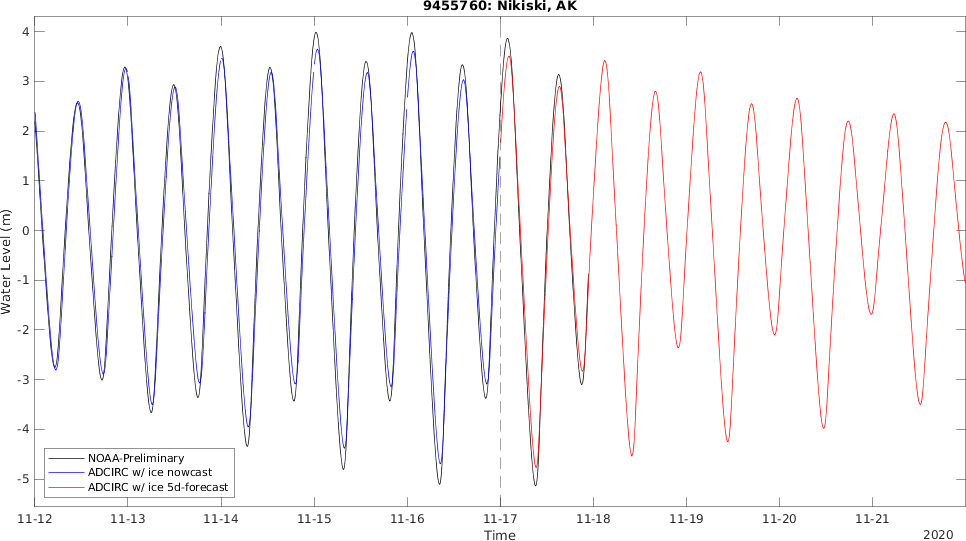 9455760: Nikiski, AK
4
3
2
1
0
-1
-2
-3
-4
-5
Water Level (m)
NOAA-Preliminary
ADCIRC w/ ice nowcast
ADCIRC w/ ice 5d-forecast
11-12 11-13 11-14 11-15 11-16 11-17 11-18 11-19 11-20 11-21
Time
2020